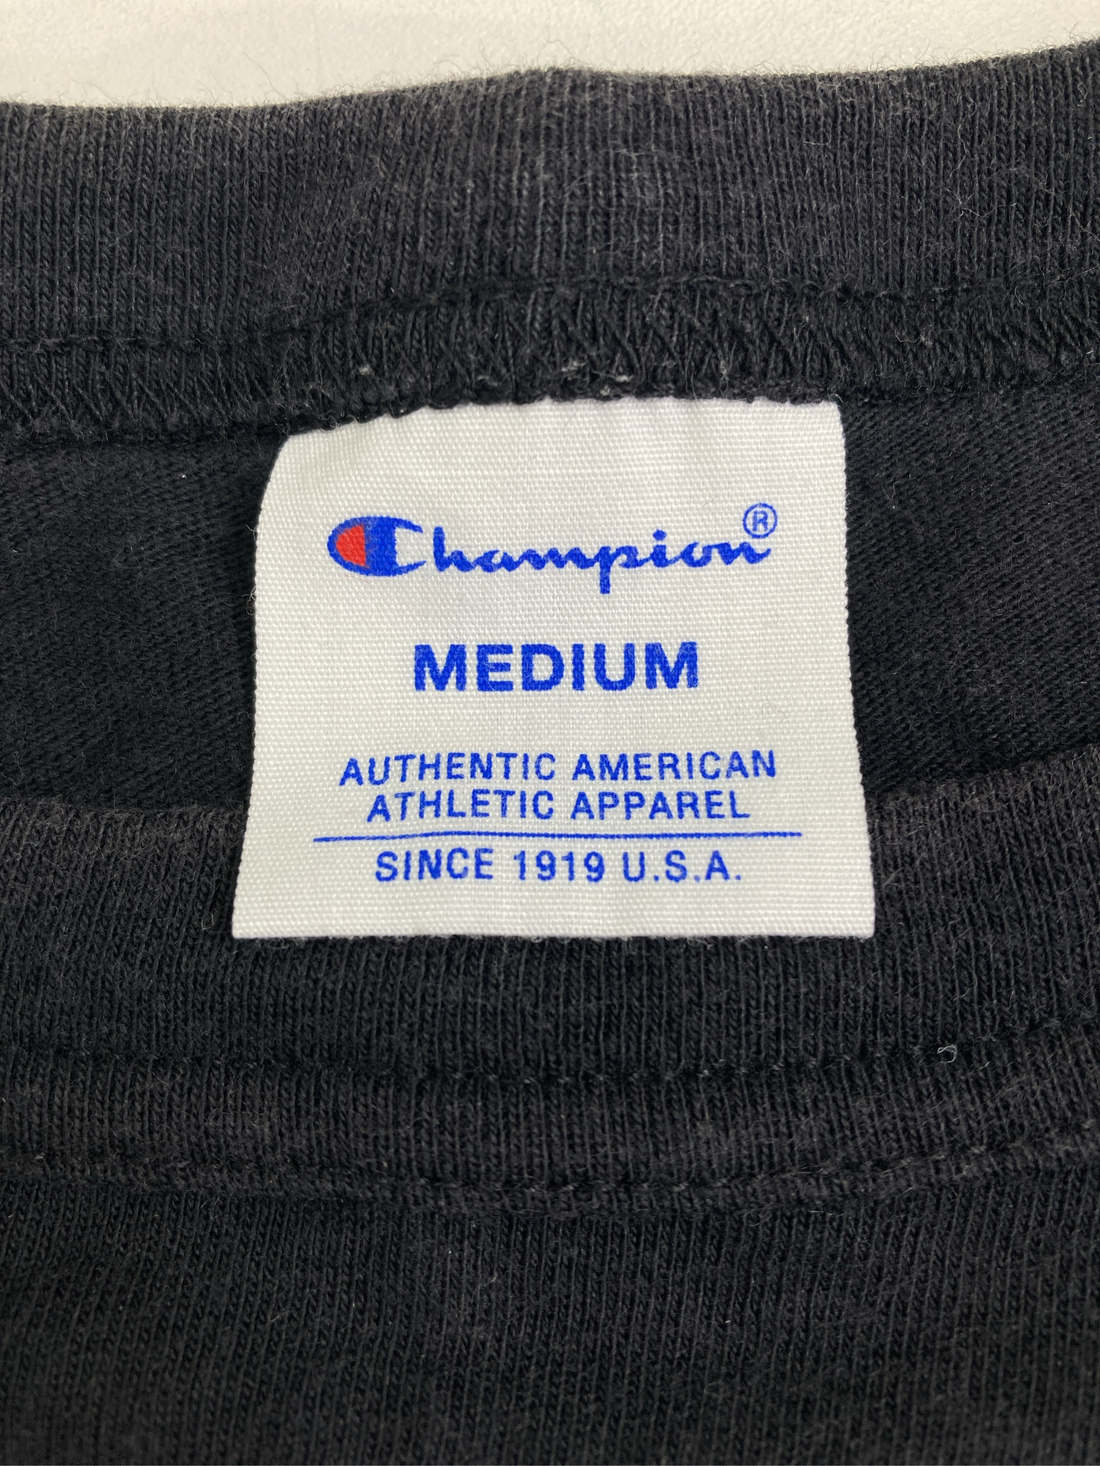 Champion®
MEDIUM
AUTHENTIC AMERICAN
ATHLETIC APPAREL
SINCE 1919 U.S.A.